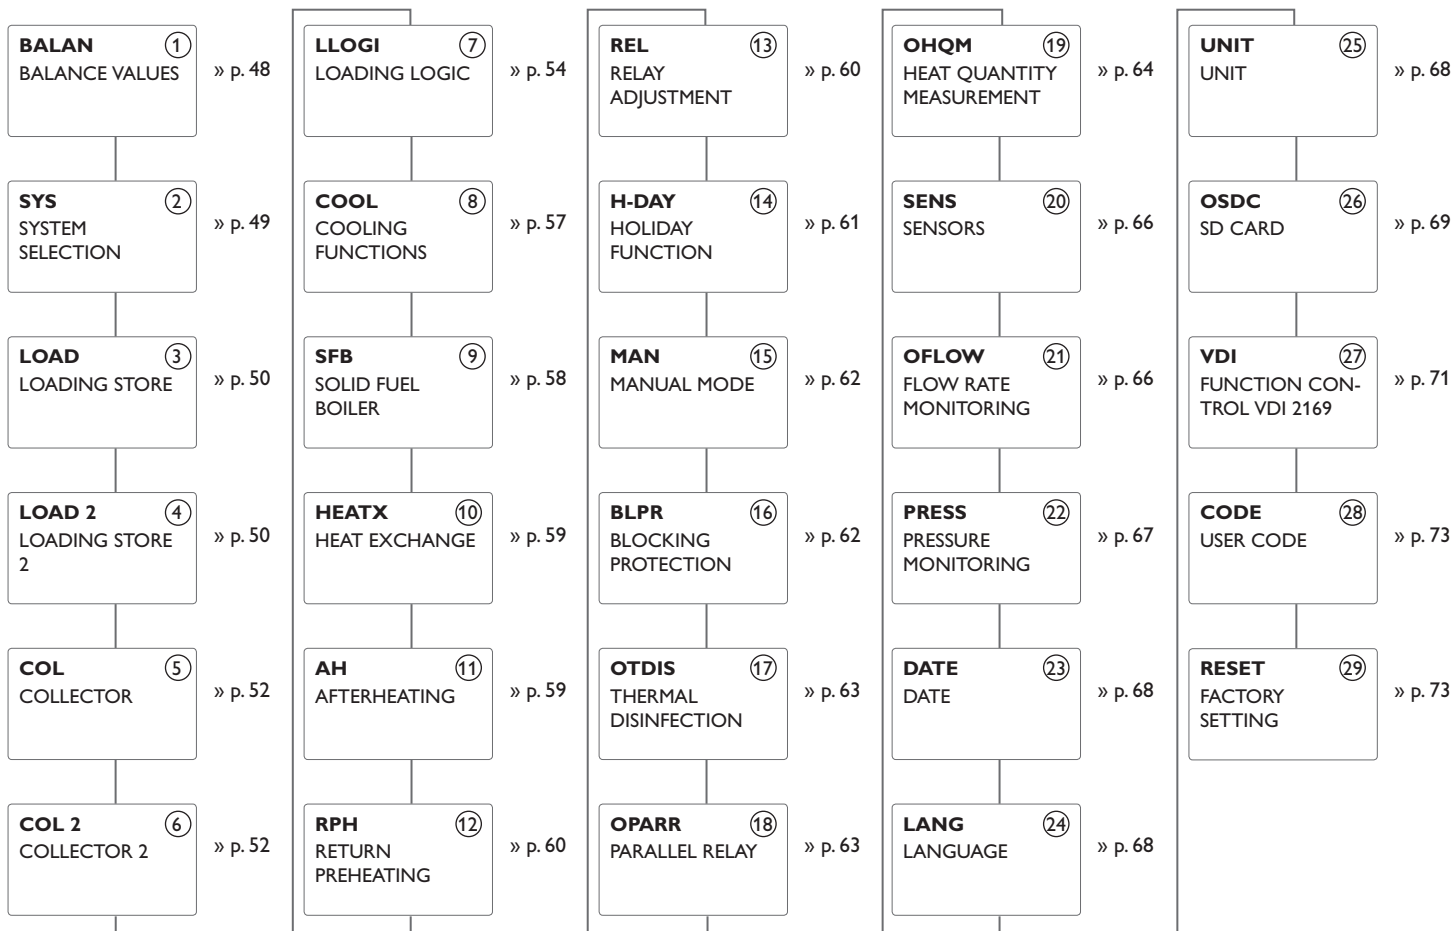 BALAN 1
BALANCE VALUES
» p. 48
SYS 2
SYSTEM
SELECTION
» p. 49
LOAD 3
LOADING STORE
» p. 50
LOAD 2 4
LOADING STORE
2
» p. 50
COL 5
COLLECTOR
» p. 52
COL 2 6
COLLECTOR 2
» p. 52
LLOGI 7
LOADING LOGIC
» p. 54
COOL 8
COOLING
FUNCTIONS
» p. 57
SFB 9
SOLID FUEL
BOILER
» p. 58
HEATX 10
HEAT EXCHANGE
» p. 59
AH 11
AFTERHEATING
» p. 59
RPH 12
RETURN
PREHEATING
» p. 60
REL 13
RELAY
ADJUSTMENT
» p. 60
H-DAY 14
HOLIDAY
FUNCTION
» p. 61
MAN 15
MANUAL MODE
» p. 62
BLPR 16
BLOCKING
PROTECTION
» p. 62
OTDIS 17
THERMAL
DISINFECTION
» p. 63
OPARR 18
PARALLEL RELAY
» p. 63
OHQM 19
HEAT QUANTITY
MEASUREMENT
» p. 64
SENS 20
SENSORS
» p. 66
OFLOW 21
FLOW RATE
MONITORING
» p. 66
PRESS 22
PRESSURE
MONITORING
» p. 67
DATE 23
DATE
» p. 68
LANG 24
LANGUAGE
» p. 68
UNIT 25
UNIT
» p. 68
OSDC 26
SD CARD
» p. 69
VDI 27
FUNCTION CON-
TROL VDI 2169
» p. 71
CODE 28
USER CODE
» p. 73
RESET 29
FACTORY
SETTING
» p. 73